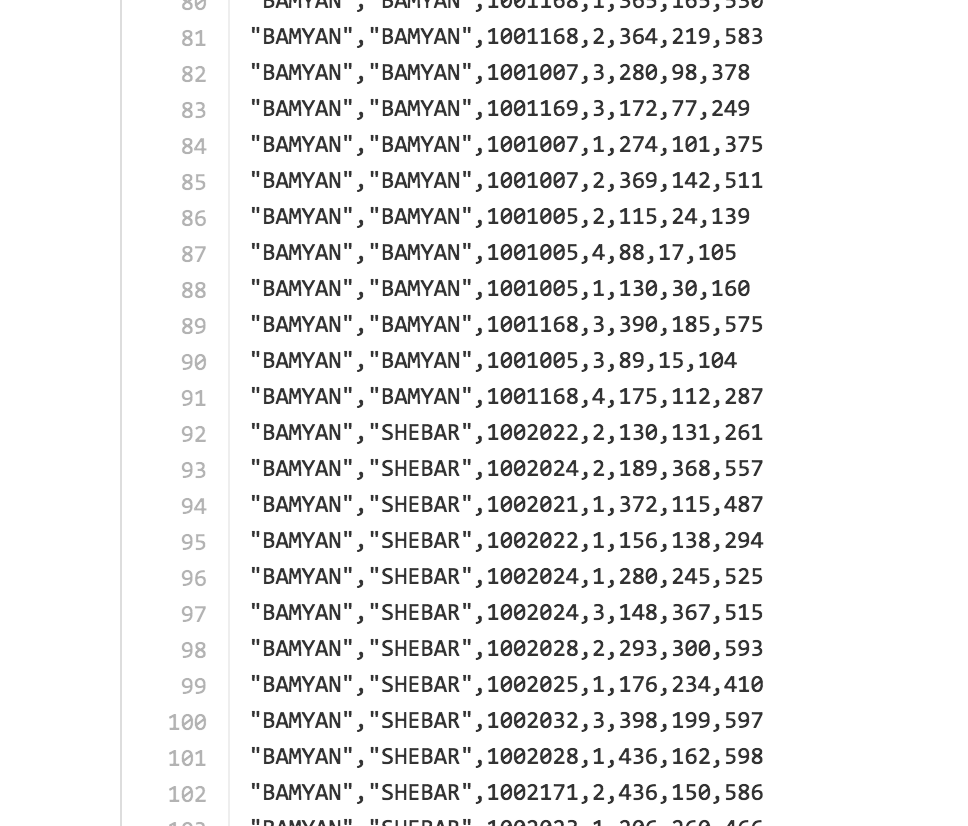 80 "BAMYAN","BAMYAN",1001168,1,365,165,530
81 "BAMYAN","BAMYAN",1001168,2,364,219,583
82 "BAMYAN","BAMYAN",1001007,3,280,98,378
83 "BAMYAN","BAMYAN",1001169,3,172,77,249
84 "BAMYAN","BAMYAN",1001007,1,274,101,375
85 "BAMYAN","BAMYAN",1001007,2,369,142,511
86 "BAMYAN","BAMYAN",1001005,2,115,24,139
87 "BAMYAN","BAMYAN",1001005,4,88,17,105
88 "BAMYAN","BAMYAN",1001005,1,130,30,160
89 "BAMYAN","BAMYAN",1001168,3,390,185,575
90 "BAMYAN","BAMYAN",1001005,3,89,15,104
91 "BAMYAN","BAMYAN",1001168,4,175,112,287
92 "BAMYAN","SHEBAR",1002022,2,130,131,261
93 "BAMYAN","SHEBAR",1002024,2,189,368,557
94 "BAMYAN","SHEBAR",1002021,1,372,115,487
95 "BAMYAN","SHEBAR",1002022,1,156,138,294
96 "BAMYAN","SHEBAR",1002024,1,280,245,525
97 "BAMYAN","SHEBAR",1002024,3,148,367,515
98 "BAMYAN","SHEBAR",1002028,2,293,300,593
99 "BAMYAN","SHEBAR",1002025,1,176,234,410
100 "BAMYAN","SHEBAR",1002032,3,398,199,597
101 "BAMYAN","SHEBAR",1002028,1,436,162,598
102 "BAMYAN","SHEBAR",1002171,2,436,150,586